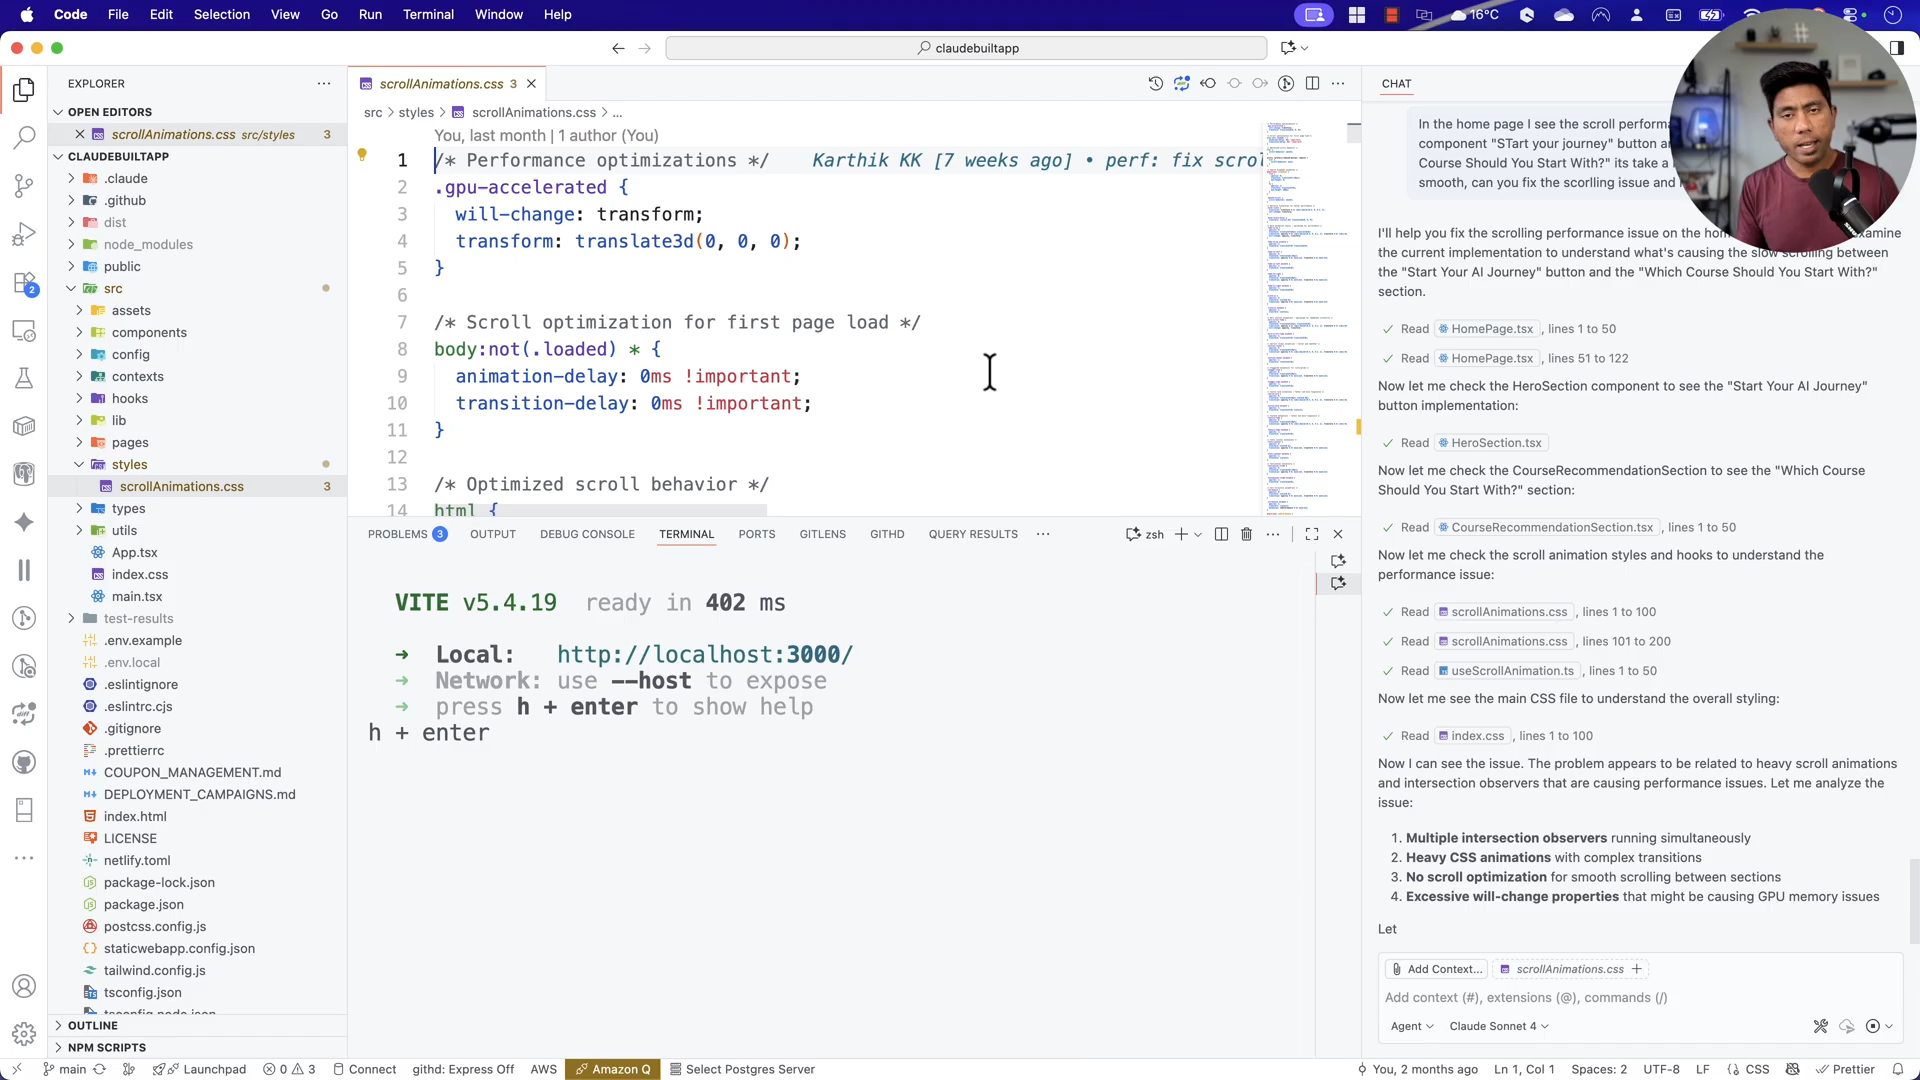 Code File Edit Selection View Go Run Terminal Window Help
16°C
claudebuiltapp
EXPLORER
OPEN EDITORS
scrollAnimations.css src/styles 3
CLAUDEBUILTAPP
.claude
.github
dist
node_modules
public
src
assets
components
config
contexts
hooks
lib
pages
styles
scrollAnimations.css 3
types
utils
App.tsx
index.css
main.tsx
test-results
.env.example
.env.local
.eslintignore
.eslintrc.cjs
.gitignore
.prettierrc
COUPON_MANAGEMENT.md
DEPLOYMENT_CAMPAIGNS.md
index.html
LICENSE
netlify.toml
package-lock.json
package.json
postcss.config.js
staticwebapp.config.json
tailwind.config.js
tsconfig.json
tsconfig.node.json
OUTLINE
NPM SCRIPTS
2
scrollAnimations.css 3
src > styles > scrollAnimations.css > ...
You, last month | 1 author (You)
1 /* Performance optimizations */ Karthik KK [7 weeks ago] • perf: fix scro
2 .gpu-accelerated {
3 will-change: transform;
4 transform: translate3d(0, 0, 0);
5 }
6
7 /* Scroll optimization for first page load */
8 body:not(.loaded) * {
9 animation-delay: 0ms !important;
10 transition-delay: 0ms !important;
11 }
12
13 /* Optimized scroll behavior */
14 html {
PROBLEMS 3 OUTPUT DEBUG CONSOLE TERMINAL PORTS GITLENS GITHD QUERY RESULTS ... zsh
VITE v5.4.19 ready in 402 ms
➜ Local: http://localhost:3000/
➜ Network: use --host to expose
➜ press h + enter to show help
h + enter
CHAT
In the home page I see the scroll performa
component "STart your journey" button a
Course Should You Start With?" its take a
smooth, can you fix the scorlling issue and
I'll help you fix the scrolling performance issue on the hom examine
the current implementation to understand what's causing the slow scrolling between
the "Start Your AI Journey" button and the "Which Course Should You Start With?"
section.
Read HomePage.tsx, lines 1 to 50
Read HomePage.tsx, lines 51 to 122
Now let me check the HeroSection component to see the "Start Your AI Journey"
button implementation:
Read HeroSection.tsx
Now let me check the CourseRecommendationSection to see the "Which Course
Should You Start With?" section:
Read CourseRecommendationSection.tsx, lines 1 to 50
Now let me check the scroll animation styles and hooks to understand the
performance issue:
Read scrollAnimations.css, lines 1 to 100
Read scrollAnimations.css, lines 101 to 200
Read useScrollAnimation.ts, lines 1 to 50
Now let me see the main CSS file to understand the overall styling:
Read index.css, lines 1 to 100
Now I can see the issue. The problem appears to be related to heavy scroll animations
and intersection observers that are causing performance issues. Let me analyze the
issue:
1. Multiple intersection observers running simultaneously
2. Heavy CSS animations with complex transitions
3. No scroll optimization for smooth scrolling between sections
4. Excessive will-change properties that might be causing GPU memory issues
Let
Add Context... scrollAnimations.css +
Add context (#), extensions (@), commands (/)
Agent Claude Sonnet 4
main Launchpad 0 3 Connect githd: Express Off AWS Amazon Q Select Postgres Server You, 2 months ago Ln 1, Col 1 Spaces: 2 UTF-8 LF CSS Prettier